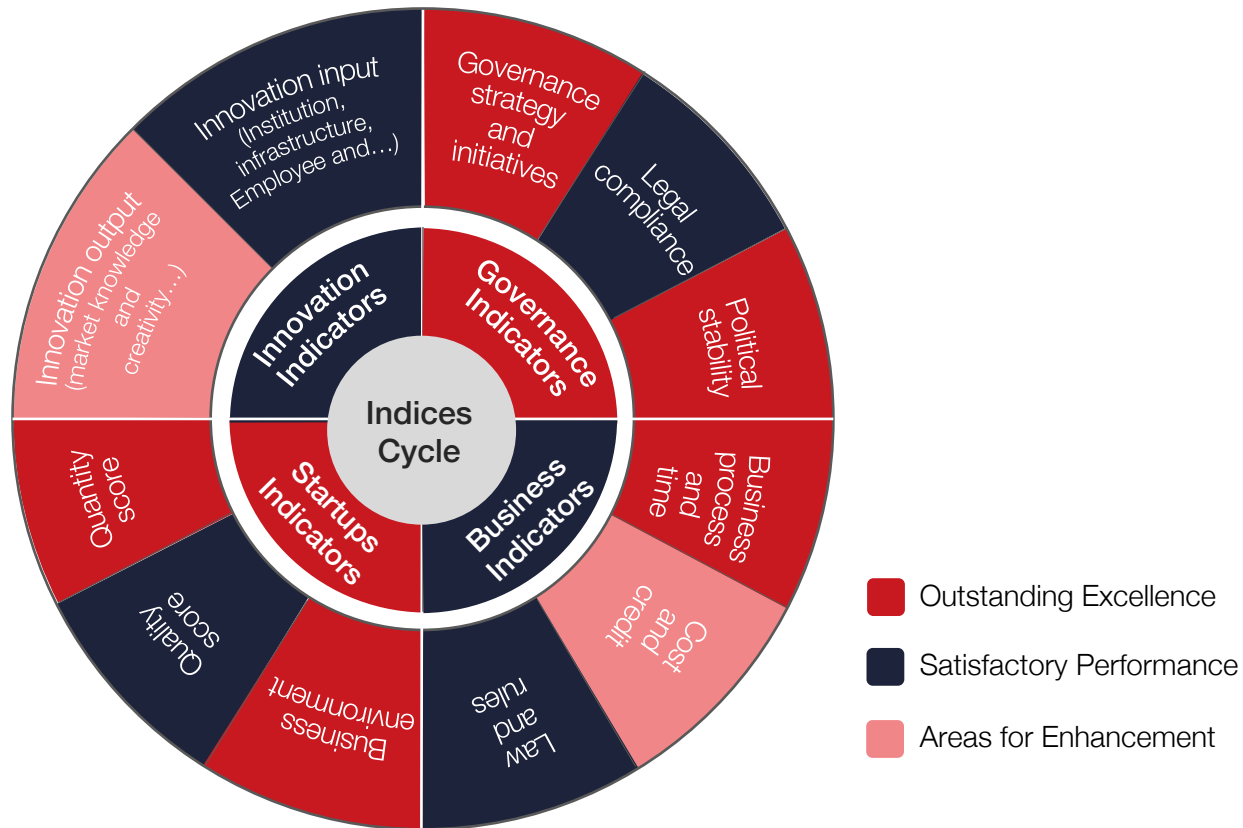 Innovation input
(Institution,
infrastructure,
Employee and...)
Governance
strategy
and
initiatives
Legal
compliance
Political
stability
Business
process
and
time
Cost
and
credit
Law
and
rules
Business
environment
Quality
score
Quantity
score
Innovation output
(market knowledge
and
creativity...)
Innovation
Indicators
Governance
Indicators
Business
Indicators
Startups
Indicators
Indices
Cycle
Outstanding Excellence
Satisfactory Performance
Areas for Enhancement